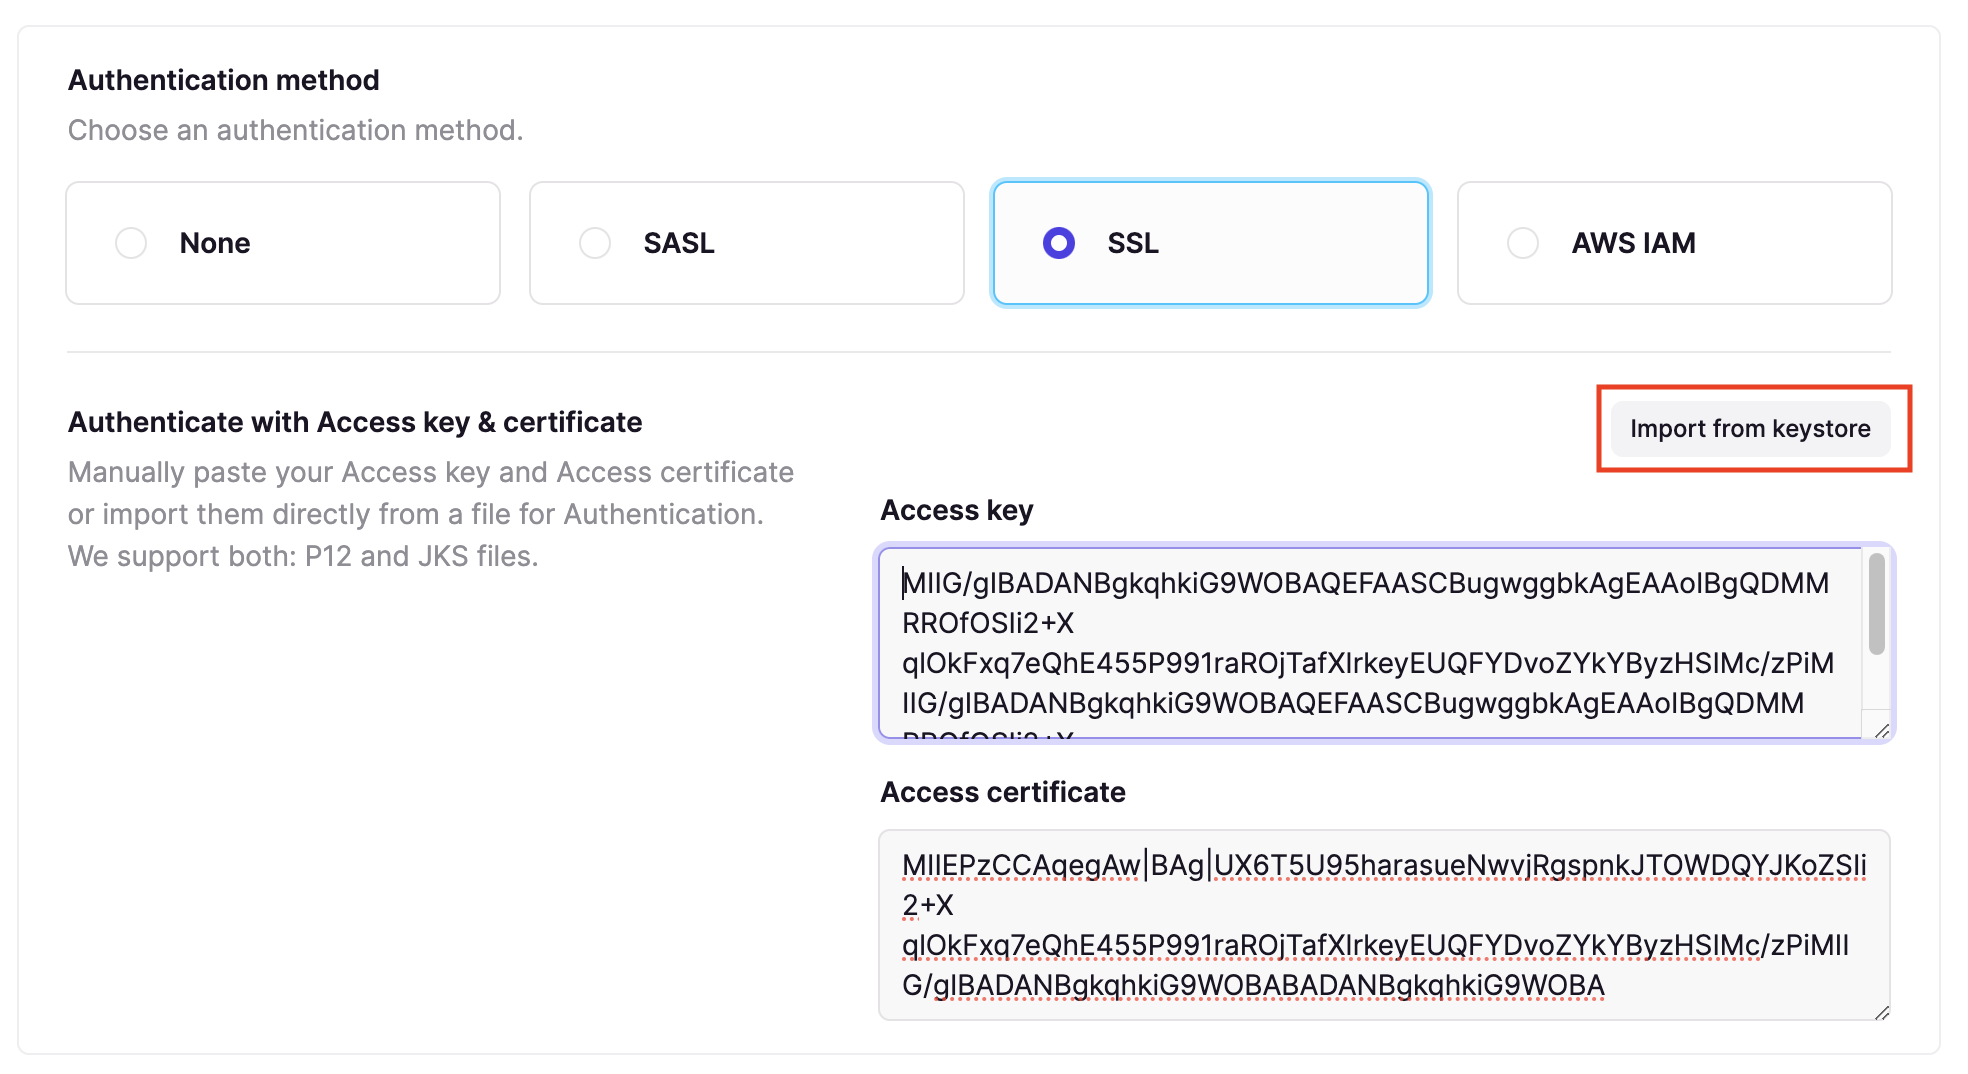 Authentication method
Choose an authentication method.
None
SASL
SSL
AWS IAM
Authenticate with Access key & certificate
Manually paste your Access key and Access certificate
or import them directly from a file for Authentication.
We support both: P12 and JKS files.
Import from keystore
Access key
MIIG/gIBADANBgkqhkiG9WOBAQEFAASCBugwggbkAgEAAoIBgQDMM
RROfOSIi2+X
qIOkFxq7eQhE455P991raROjTafXIrkeyEUQFYDvoZYkYByzHSIMc/zPiM
IIG/gIBADANBgkqhkiG9WOBAQEFAASCBugwggbkAgEAAoIBgQDMM
RROfOSIi2+X
Access certificate
MIIEPzCCAqegAw|BAg|UX6T5U95harasueNwvjRgspnkJTOWDQYJKoZSIi
2+X
qIOkFxq7eQhE455P991raROjTafXIrkeyEUQFYDvoZYkYByzHSIMc/zPiMII
G/gIBADANBgkqhkiG9WOBABADANBgkqhkiG9WOBA